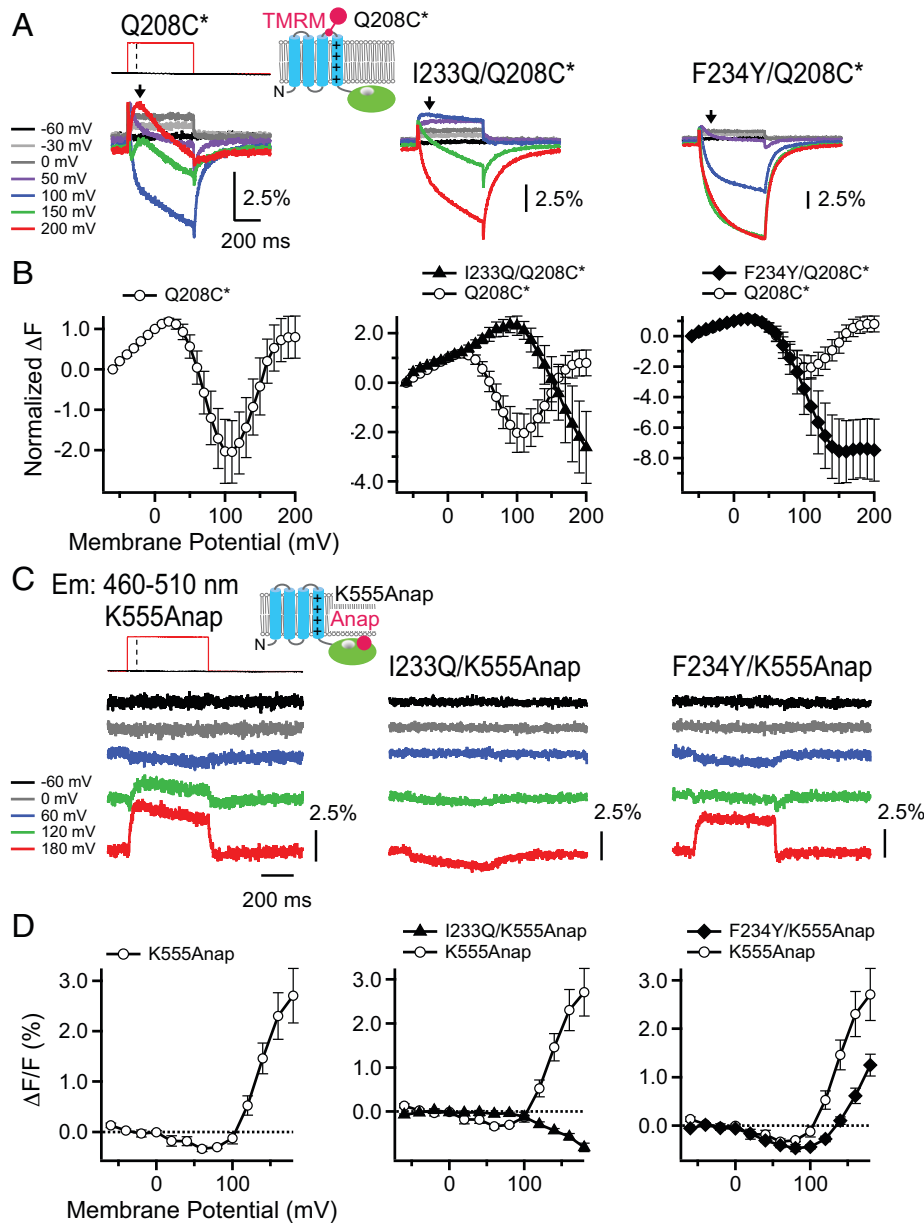 A
Q208C*
TMRM
Q208C*
N
++++
I233Q/Q208C*
F234Y/Q208C*
-60 mV
-30 mV
0 mV
50 mV
100 mV
150 mV
200 mV
2.5%
200 ms
2.5%
2.5%
B
Q208C*
I233Q/Q208C*
Q208C*
F234Y/Q208C*
Q208C*
Normalized ΔF
1.0
0.0
-1.0
-2.0
2.0
0.0
-2.0
-4.0
0.0
-2.0
-4.0
-6.0
-8.0
0 100 200
0 100 200
0 100 200
Membrane Potential (mV)
C
Em: 460-510 nm
K555Anap
K555Anap
Anap
N
++++
I233Q/K555Anap
F234Y/K555Anap
-60 mV
0 mV
60 mV
120 mV
180 mV
2.5%
200 ms
2.5%
2.5%
D
K555Anap
I233Q/K555Anap
K555Anap
F234Y/K555Anap
K555Anap
ΔF/F (%)
3.0
2.0
1.0
0.0
3.0
2.0
1.0
0.0
3.0
2.0
1.0
0.0
0 100
0 100
0 100
Membrane Potential (mV)